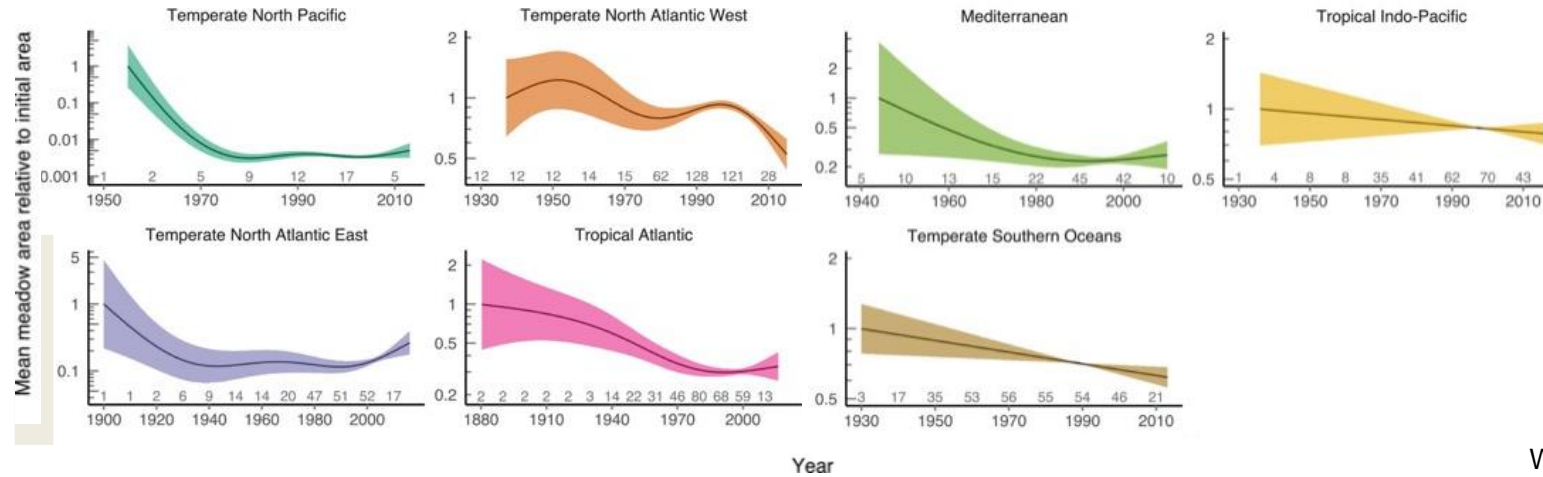 Mean meadow area relative to initial area
Temperate North Pacific
1
0.1
0.01
0.001
1 2 5 9 12 17 5
1950 1970 1990 2010
Temperate North Atlantic West
2
1
0.5
12 12 12 14 15 62 128 121 28
1930 1950 1970 1990 2010
Mediterranean
2
1
0.5
0.2
5 10 13 15 22 45 42 10
1940 1960 1980 2000
Tropical Indo-Pacific
2
1
0.5
1 4 8 8 35 41 62 70 43
1930 1950 1970 1990 2010
Temperate North Atlantic East
5
1
0.1
1 1 2 6 9 14 14 20 47 51 52 17
1900 1920 1940 1960 1980 2000
Tropical Atlantic
2
1
0.5
0.2
2 2 2 2 2 3 14 22 31 46 80 68 59 13
1880 1910 1940 1970 2000
Temperate Southern Oceans
2
1
0.5
3 17 35 53 56 55 54 46 21
1930 1950 1970 1990 2010
Year